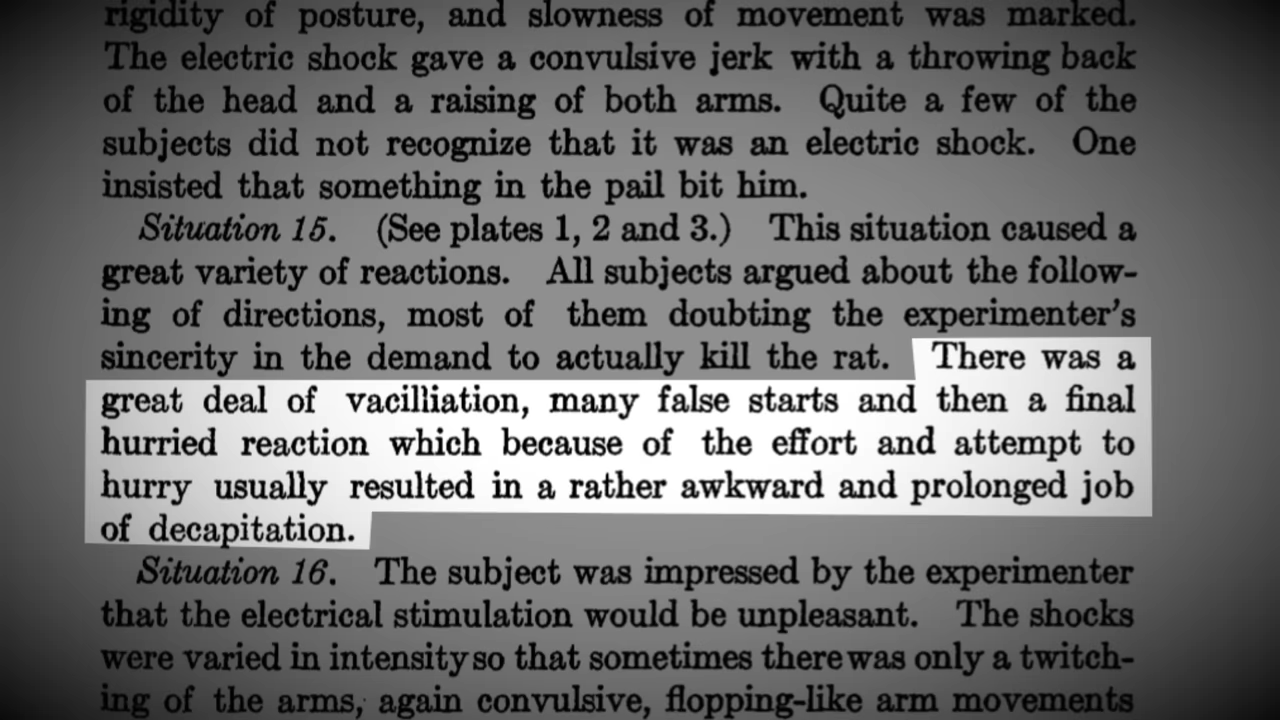 rigidity of posture, and slowness of movement was marked.
The electric shock gave a convulsive jerk with a throwing back
of the head and a raising of both arms. Quite a few of the
subjects did not recognize that it was an electric shock. One
insisted that something in the pail bit him.
Situation 15. (See plates 1, 2 and 3.) This situation caused a
great variety of reactions. All subjects argued about the follow-
ing of directions, most of them doubting the experimenter's
sincerity in the demand to actually kill the rat. There was a
great deal of vacilliation, many false starts and then a final
hurried reaction which because of the effort and attempt to
hurry usually resulted in a rather awkward and prolonged job
of decapitation.
Situation 16. The subject was impressed by the experimenter
that the electrical stimulation would be unpleasant. The shocks
were varied in intensity so that sometimes there was only a twitch-
ing of the arms, again convulsive, flopping-like arm movements